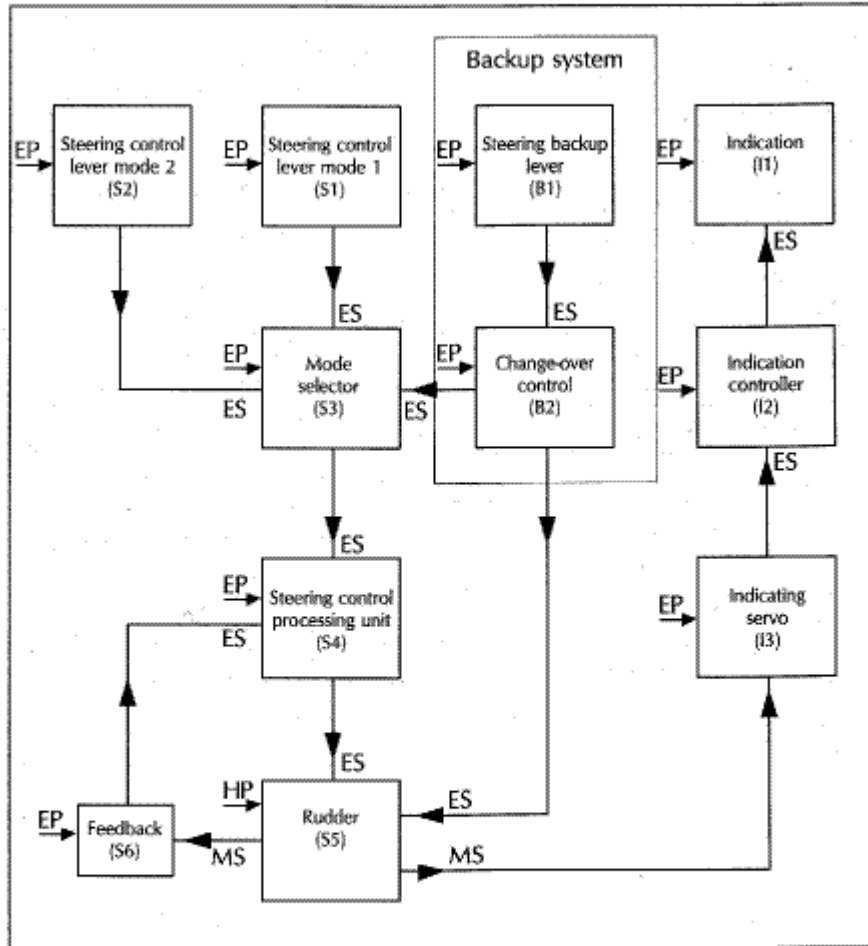 Backup system
EP
Steering control
lever mode 2
(S2)
EP
Steering control
lever mode 1
(S1)
EP
Steering backup
lever
(B1)
EP
Indication
(I1)
ES
ES
ES
EP
Mode
selector
(S3)
ES
ES
EP
Change-over
control
(B2)
EP
Indication
controller
(I2)
ES
ES
EP
Steering control
processing unit
(S4)
ES
EP
Indicating
servo
(I3)
ES
HP
Rudder
(S5)
ES
EP
Feedback
(S6)
MS
MS